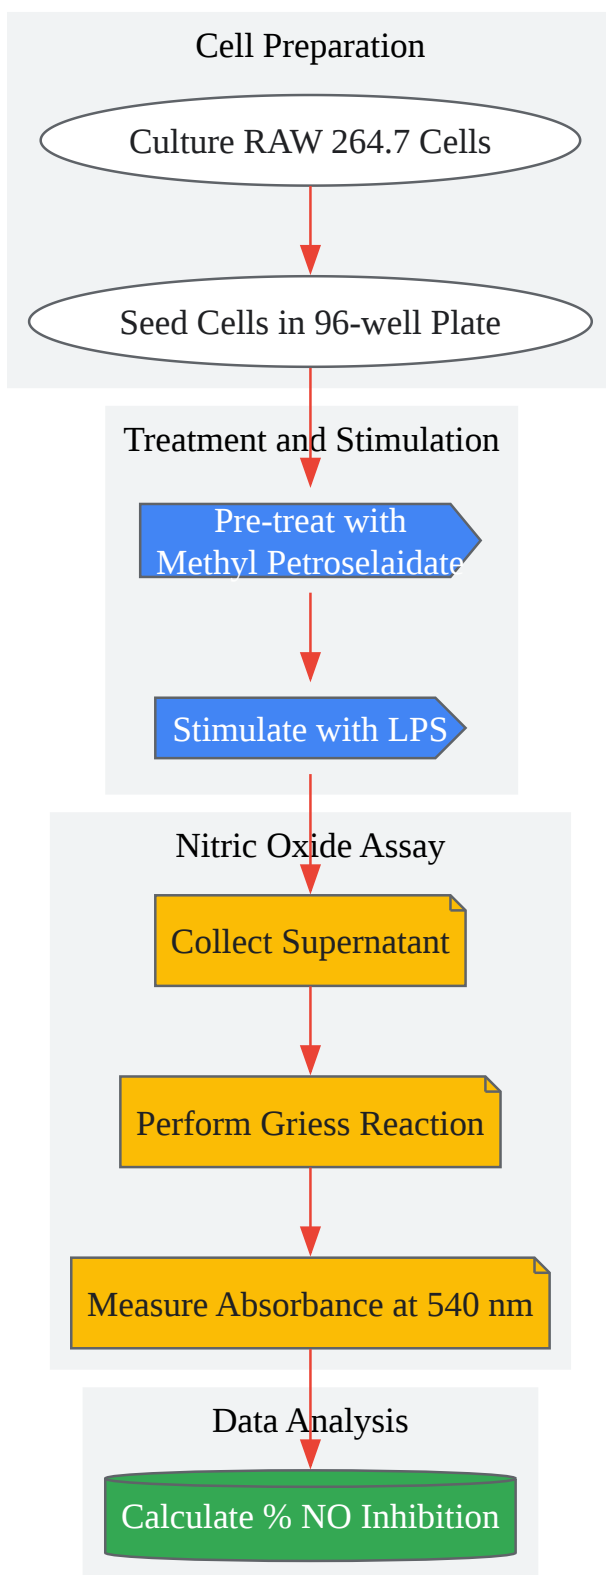 Cell Preparation
Culture RAW 264.7 Cells
Seed Cells in 96-well Plate
Treatment and Stimulation
Pre-treat with
Methyl Petroselaidate
Stimulate with LPS
Nitric Oxide Assay
Collect Supernatant
Perform Griess Reaction
Measure Absorbance at 540 nm
Data Analysis
Calculate % NO Inhibition